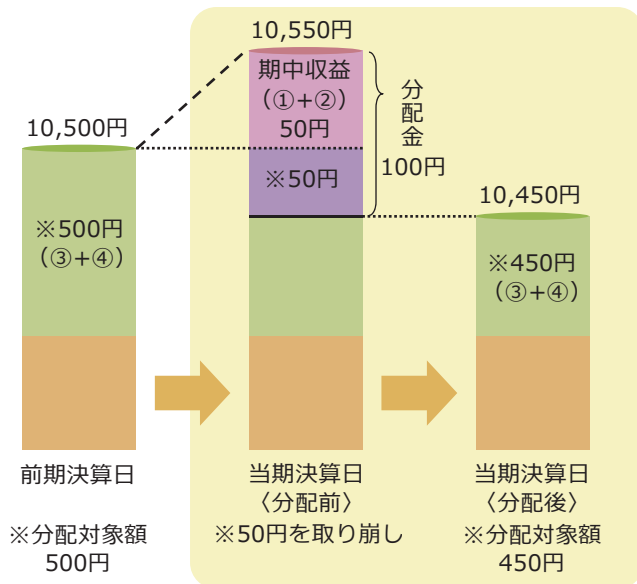 10,550円
期中収益
（①+②）
50円
分配金
100円
10,500円
※50円
10,450円
※500円
（③+④）
※450円
（③+④）
前期決算日
当期決算日
〈分配前〉
当期決算日
〈分配後〉
※分配対象額
500円
※50円を取り崩し
※分配対象額
450円